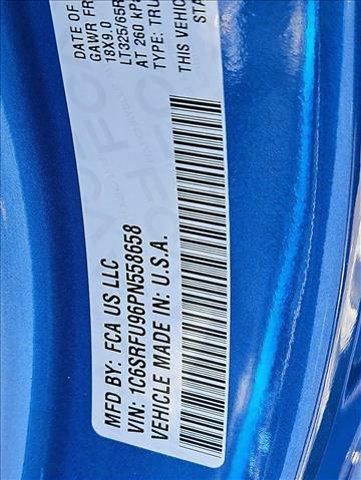 DATE OF
GAWR FR
18X9.0
LT325/65R
AT 260 kPa
TYPE: TRU
MFD BY: FCA US LLC
VIN: 1C6SRFU96PN558658
VEHICLE MADE IN: U.S.A.
THIS VEHIC
STA